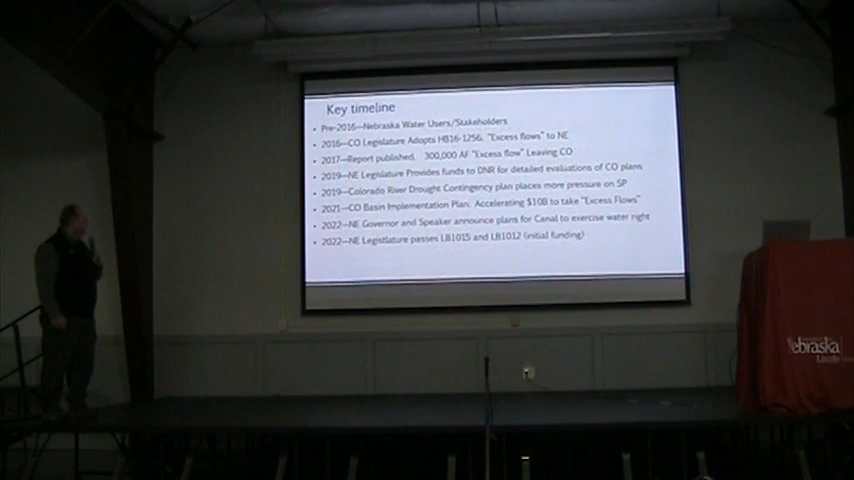 Key timeline
• Pre-2016—Nebraska Water Users/Stakeholders
• 2016—CO Legislature Adopts HB16-1256. "Excess flows" to NE
• 2017—Report published. 300,000 AF "Excess flow" Leaving CO
• 2019—NE Legislature Provides funds to DNR for detailed evaluations of CO plans
• 2019—Colorado River Drought Contingency plan places more pressure on SP
• 2021—CO Basin Implementation Plan. Accelerating $10B to take "Excess Flows"
• 2022—NE Governor and Speaker announce plans for Canal to exercise water right
• 2022—NE Legistlature passes LB1015 and LB1012 (initial funding)
Nebraska
Lincoln